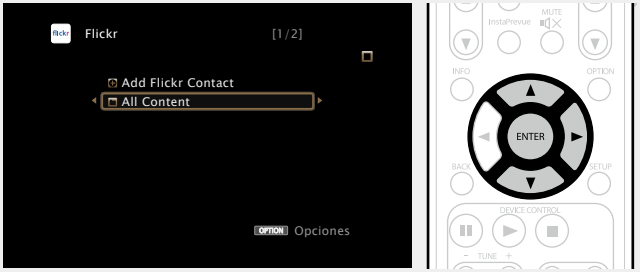 flickr
Flickr
[1/2]
Add Flickr Contact
All Content
OPTION Opciones
MUTE
InstaPrevue
INFO
OPTION
ENTER
BACK
SETUP
DEVICE CONTROL
- TUNE +